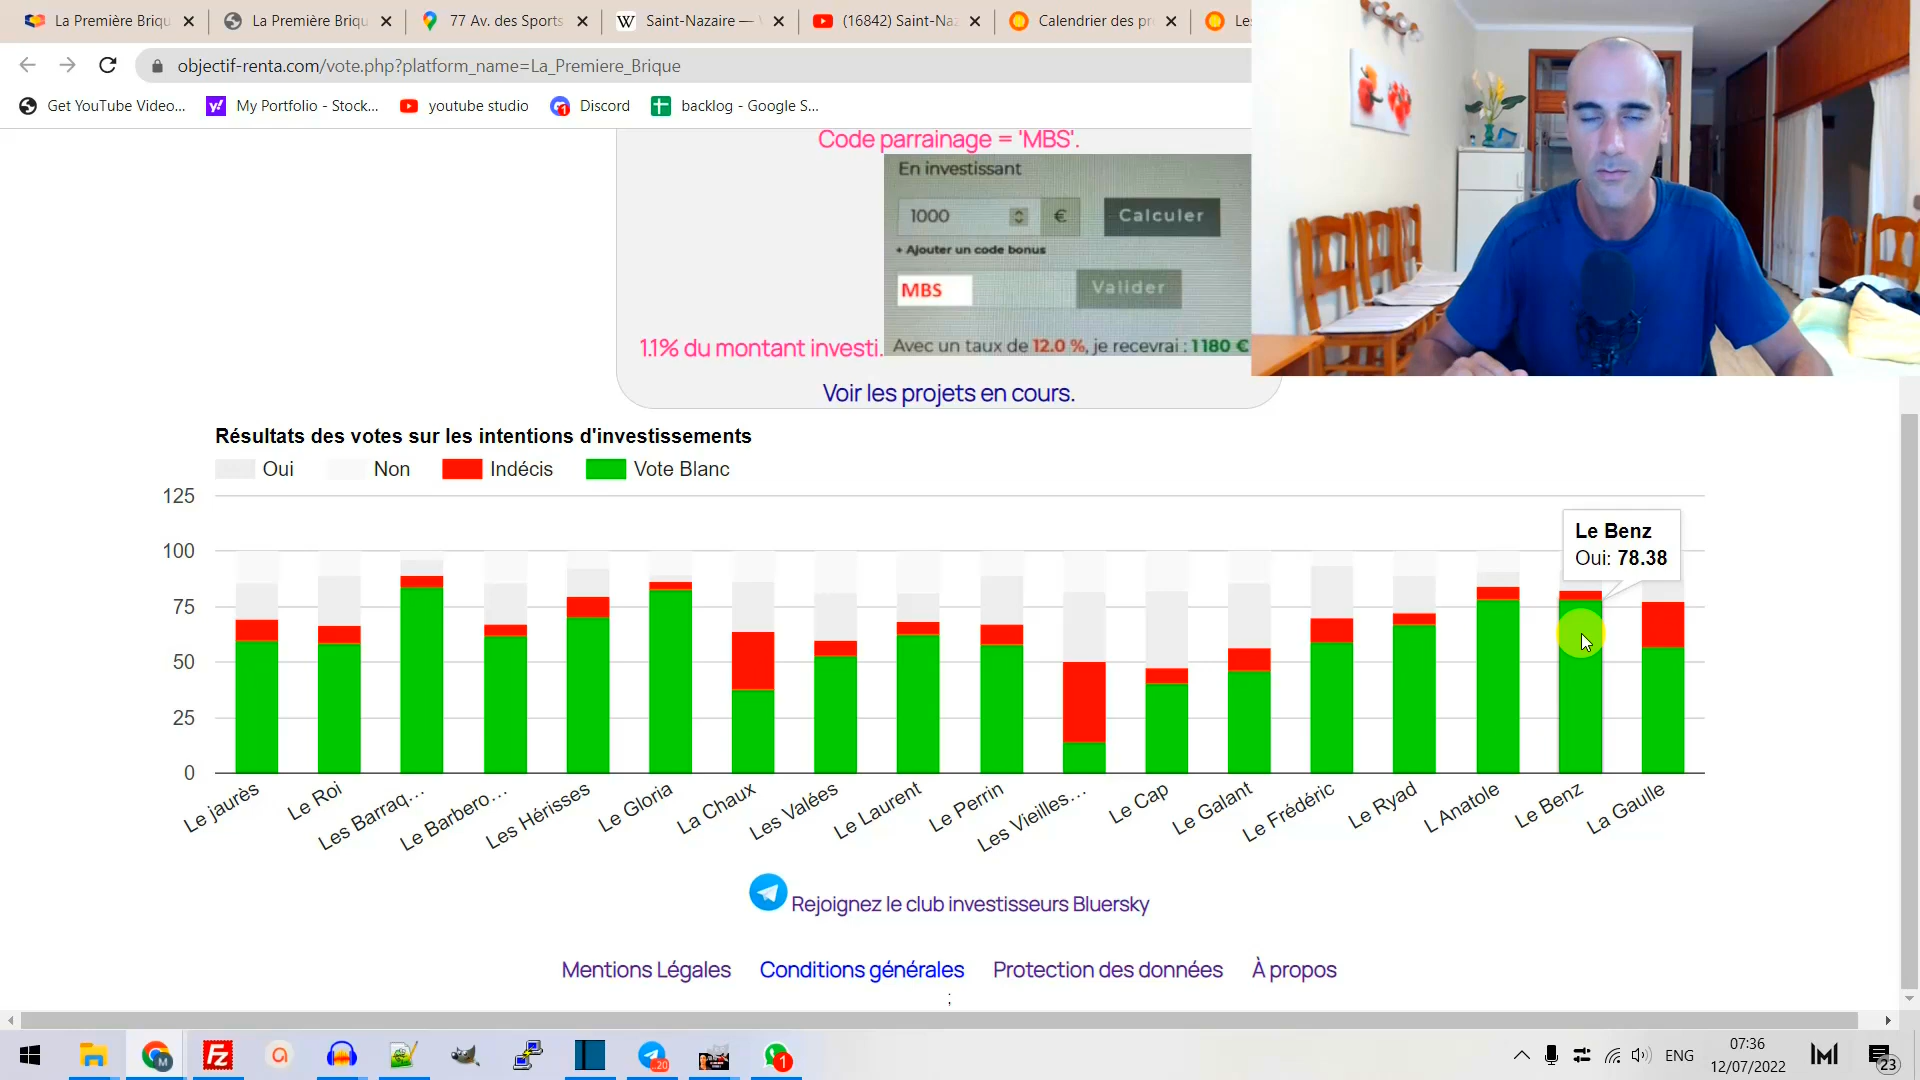 La Première Briqu
La Première Briqu
77 Av. des Sports
Saint-Nazaire —
(16842) Saint-Naz
Calendrier des pr
Le
objectif-renta.com/vote.php?platform_name=La_Premiere_Brique
Get YouTube Video...
My Portfolio - Stock...
youtube studio
Discord
backlog - Google S...
Code parrainage = 'MBS'.
En investissant
1000
€
Calculer
+ Ajouter un code bonus
MBS
Valider
1.1% du montant investi.
Avec un taux de 12.0 %, je recevrai : 1180 €
Voir les projets en cours.
Résultats des votes sur les intentions d'investissements
Oui
Non
Indécis
Vote Blanc
125
100
75
50
25
0
Le Benz
Oui: 78.38
Le jaurès
Le Roi
Les Barraq...
Le Barbero...
Les Hérisses
Le Gloria
La Chaux
Les Valées
Le Laurent
Le Perrin
Les Vieilles...
Le Cap
Le Galant
Le Frédéric
Le Ryad
L Anatole
Le Benz
La Gaulle
Rejoignez le club investisseurs Bluersky
Mentions Légales
Conditions générales
Protection des données
À propos
;
20
1
ENG
07:36
12/07/2022
23